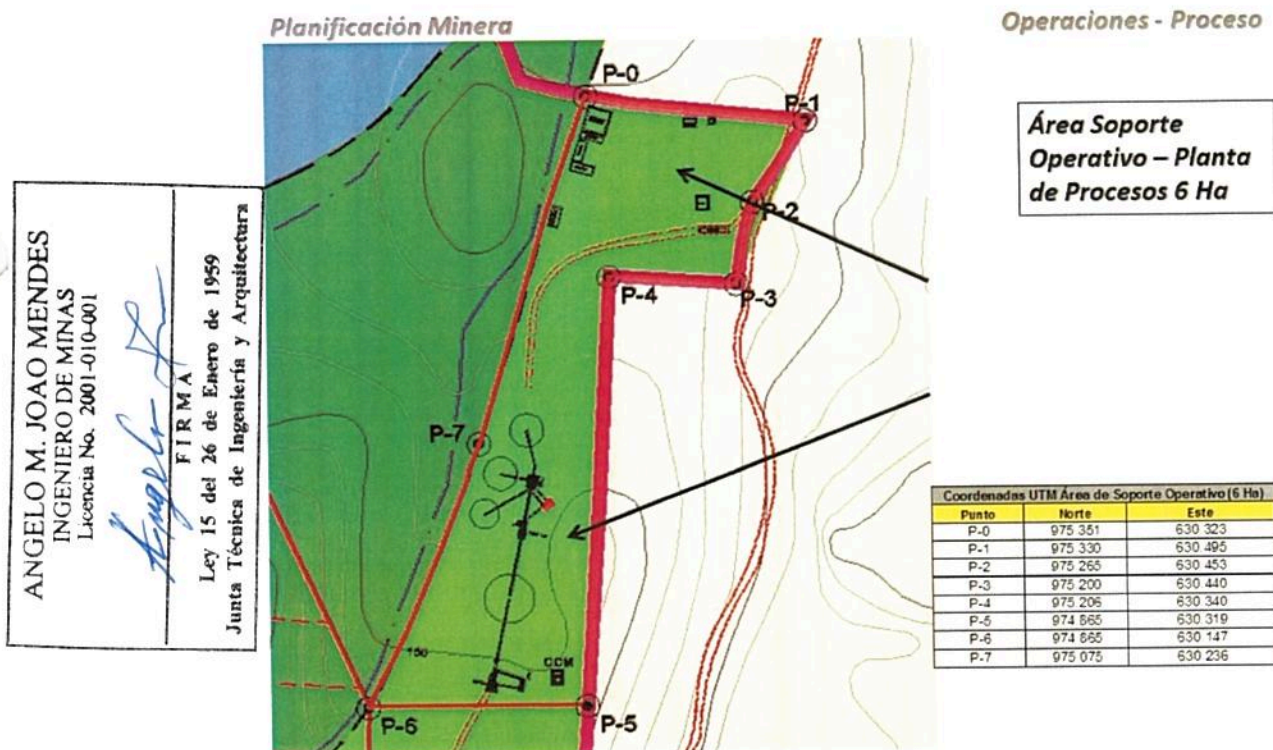 Planificación Minera
Operaciones - Proceso
Área Soporte
Operativo – Planta
de Procesos 6 Ha
ANGELO M. JOAO MENDES
INGENIERO DE MINAS
Licencia No. 2001-010-001
FIRMA
Ley 15 del 26 de Enero de 1959
Junta Técnica de Ingeniería y Arquitectura
P-0
P-1
P-2
P-3
P-4
P-7
P-6
P-5
150
CCM
Coordenadas UTM Área de Soporte Operativo (6 Ha)
Punto Norte Este
P-0 975 351 630 323
P-1 975 330 630 495
P-2 975 265 630 453
P-3 975 200 630 440
P-4 975 206 630 340
P-5 974 865 630 319
P-6 974 865 630 147
P-7 975 075 630 236